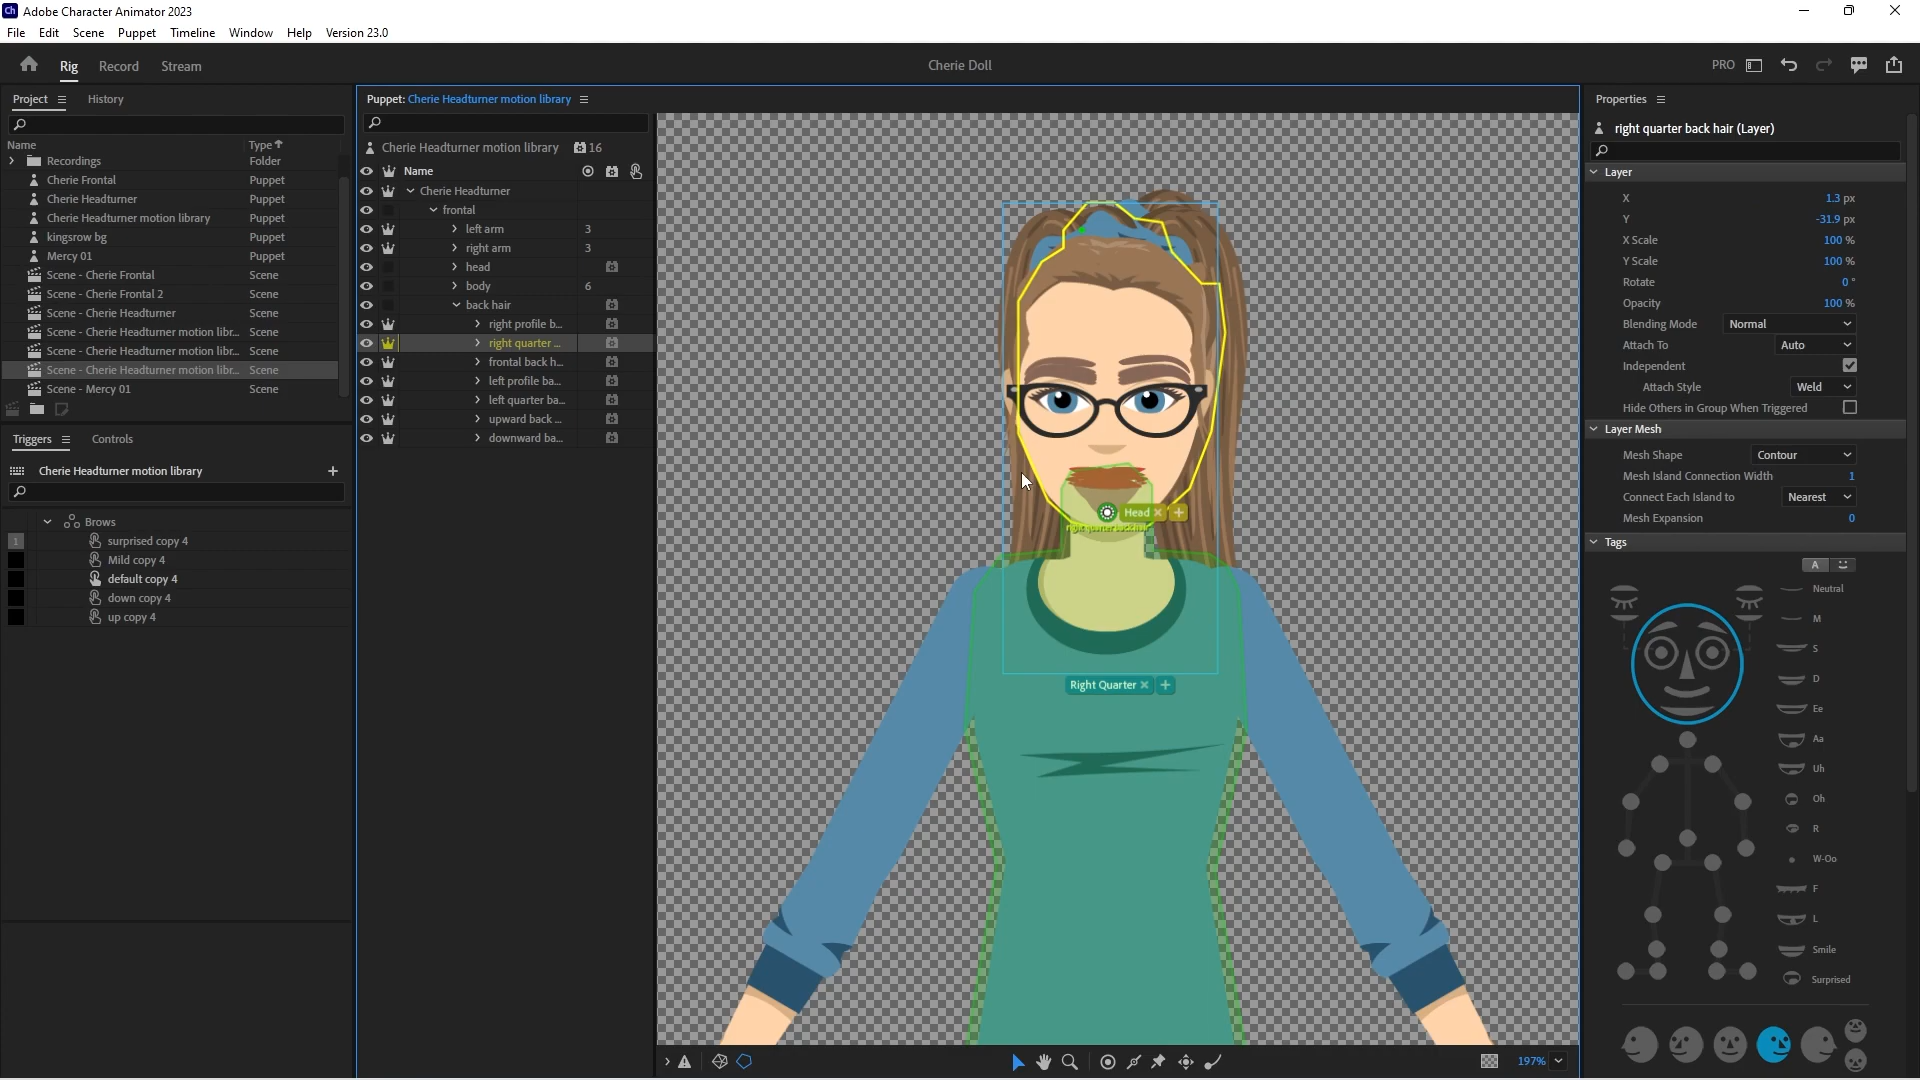 Ch Adobe Character Animator 2023
File Edit Scene Puppet Timeline Window Help Version 23.0
Rig Record Stream
Cherie Doll
PRO
Project History
Name Type
Recordings Folder
Cherie Frontal Puppet
Cherie Headturner Puppet
Cherie Headturner motion library Puppet
kingsrow bg Puppet
Mercy 01 Puppet
Scene - Cherie Frontal Scene
Scene - Cherie Frontal 2 Scene
Scene - Cherie Headturner Scene
Scene - Cherie Headturner motion libr... Scene
Scene - Cherie Headturner motion libr... Scene
Scene - Cherie Headturner motion libr... Scene
Scene - Mercy 01 Scene
Triggers Controls
Cherie Headturner motion library +
Brows
1 surprised copy 4
Mild copy 4
default copy 4
down copy 4
up copy 4
Puppet: Cherie Headturner motion library
Cherie Headturner motion library 16
Name
Cherie Headturner
frontal
left arm 3
right arm 3
head
body 6
back hair
right profile b...
right quarter ...
frontal back h...
left profile ba...
left quarter ba...
upward back ...
downward ba...
Head × +
right quarter back hair
Right Quarter × +
197%
Properties
right quarter back hair (Layer)
Layer
X 1.3 px
Y -31.9 px
X Scale 100 %
Y Scale 100 %
Rotate 0 °
Opacity 100 %
Blending Mode Normal
Attach To Auto
Independent
Attach Style Weld
Hide Others in Group When Triggered
Layer Mesh
Mesh Shape Contour
Mesh Island Connection Width 1
Connect Each Island to Nearest
Mesh Expansion 0
Tags
A
Neutral
M
S
D
Ee
Aa
Uh
Oh
R
W-Oo
F
L
Smile
Surprised